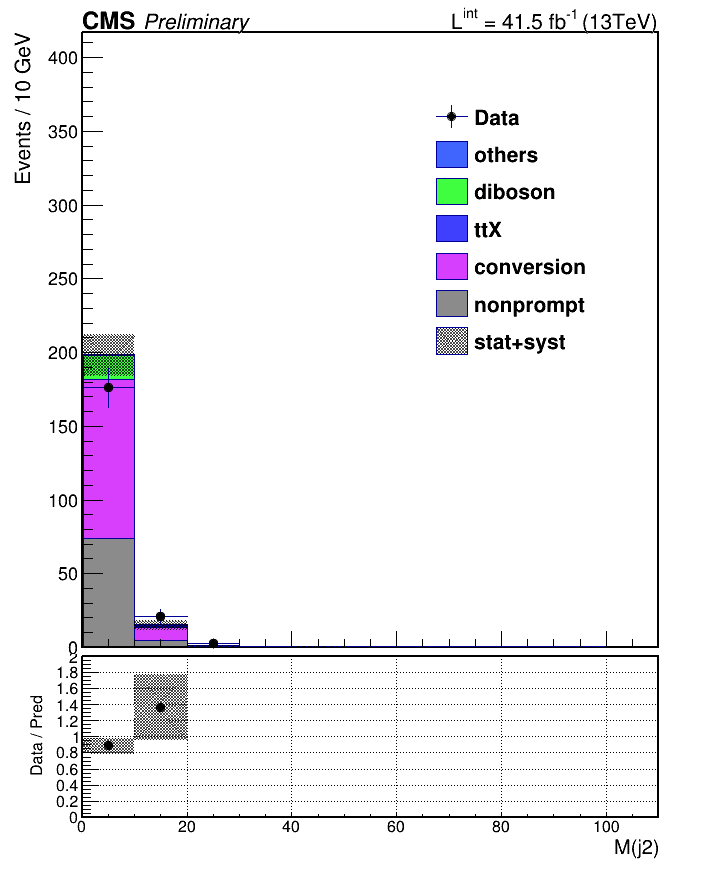 CMS Preliminary L^int = 41.5 fb^-1 (13TeV)
Events / 10 GeV
400
350
300
250
200
150
100
50
0
Data
others
diboson
ttX
conversion
nonprompt
stat+syst
Data / Pred
2
1.8
1.6
1.4
1.2
1
0.8
0.6
0.4
0.2
0
0 20 40 60 80 100
M(j2)